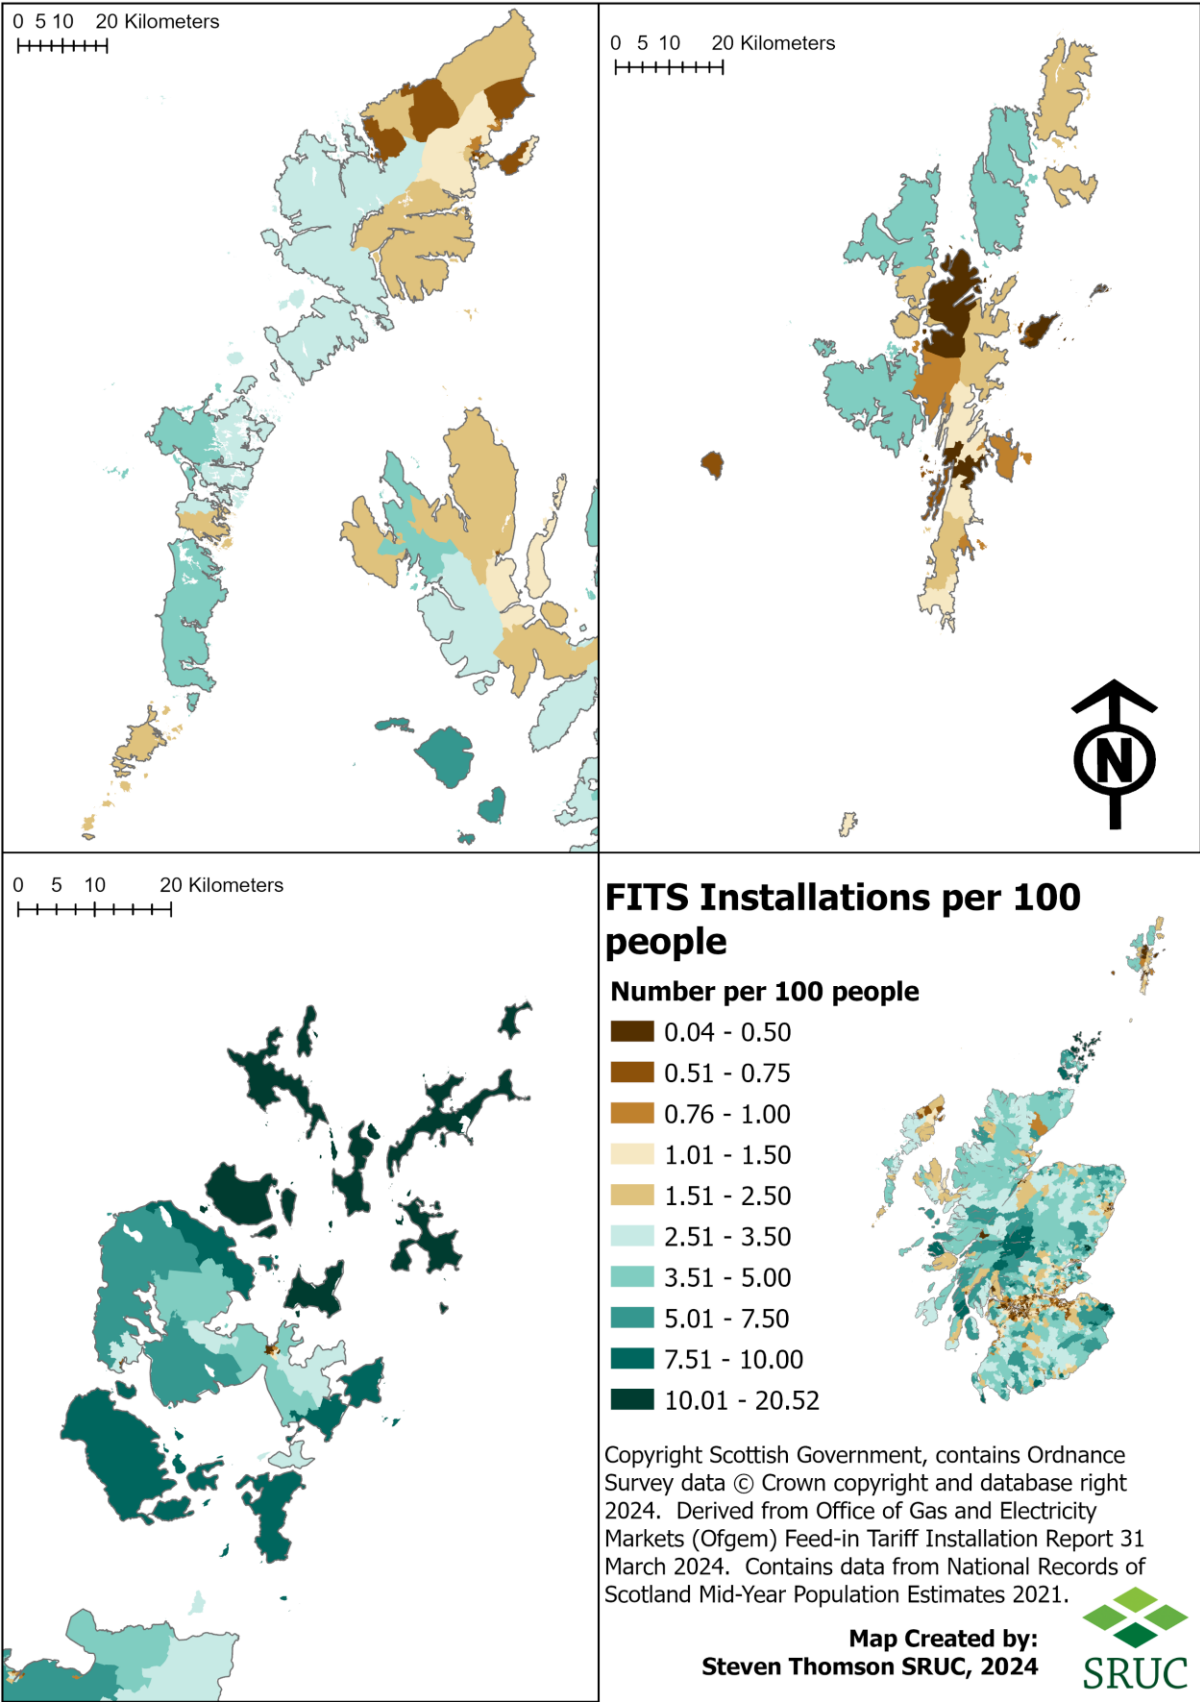 0 5 10 20 Kilometers
0 5 10 20 Kilometers
N
0 5 10 20 Kilometers
FITS Installations per 100
people
Number per 100 people
0.04 - 0.50
0.51 - 0.75
0.76 - 1.00
1.01 - 1.50
1.51 - 2.50
2.51 - 3.50
3.51 - 5.00
5.01 - 7.50
7.51 - 10.00
10.01 - 20.52
Copyright Scottish Government, contains Ordnance
Survey data © Crown copyright and database right
2024. Derived from Office of Gas and Electricity
Markets (Ofgem) Feed-in Tariff Installation Report 31
March 2024. Contains data from National Records of
Scotland Mid-Year Population Estimates 2021.
Map Created by:
Steven Thomson SRUC, 2024
SRUC